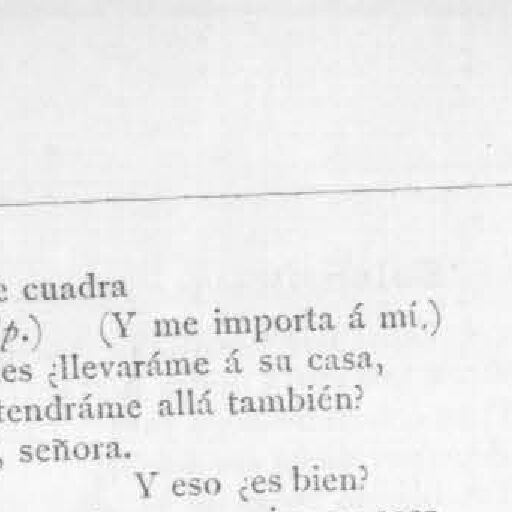 e cuadra
p.) (Y me importa á mí.)
es ¿llevaráme á su casa,
tendráme allá también?
, señora.
Y eso ¿es bien?